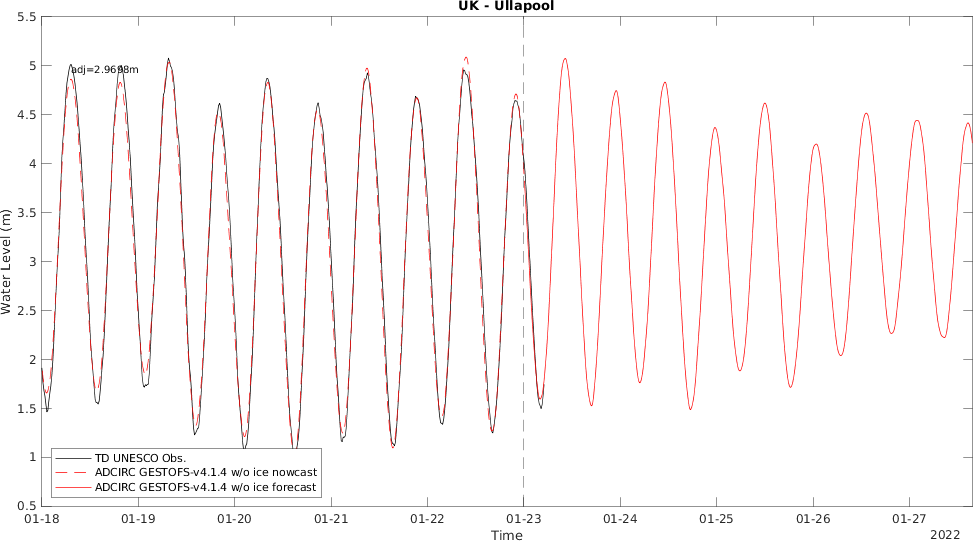 UK - Ullapool
5.5
5
4.5
4
3.5
3
2.5
2
1.5
1
0.5
Water Level (m)
adj=2.9698m
TD UNESCO Obs.
ADCIRC GESTOFS-v4.1.4 w/o ice nowcast
ADCIRC GESTOFS-v4.1.4 w/o ice forecast
01-18 01-19 01-20 01-21 01-22 01-23 01-24 01-25 01-26 01-27
Time
2022